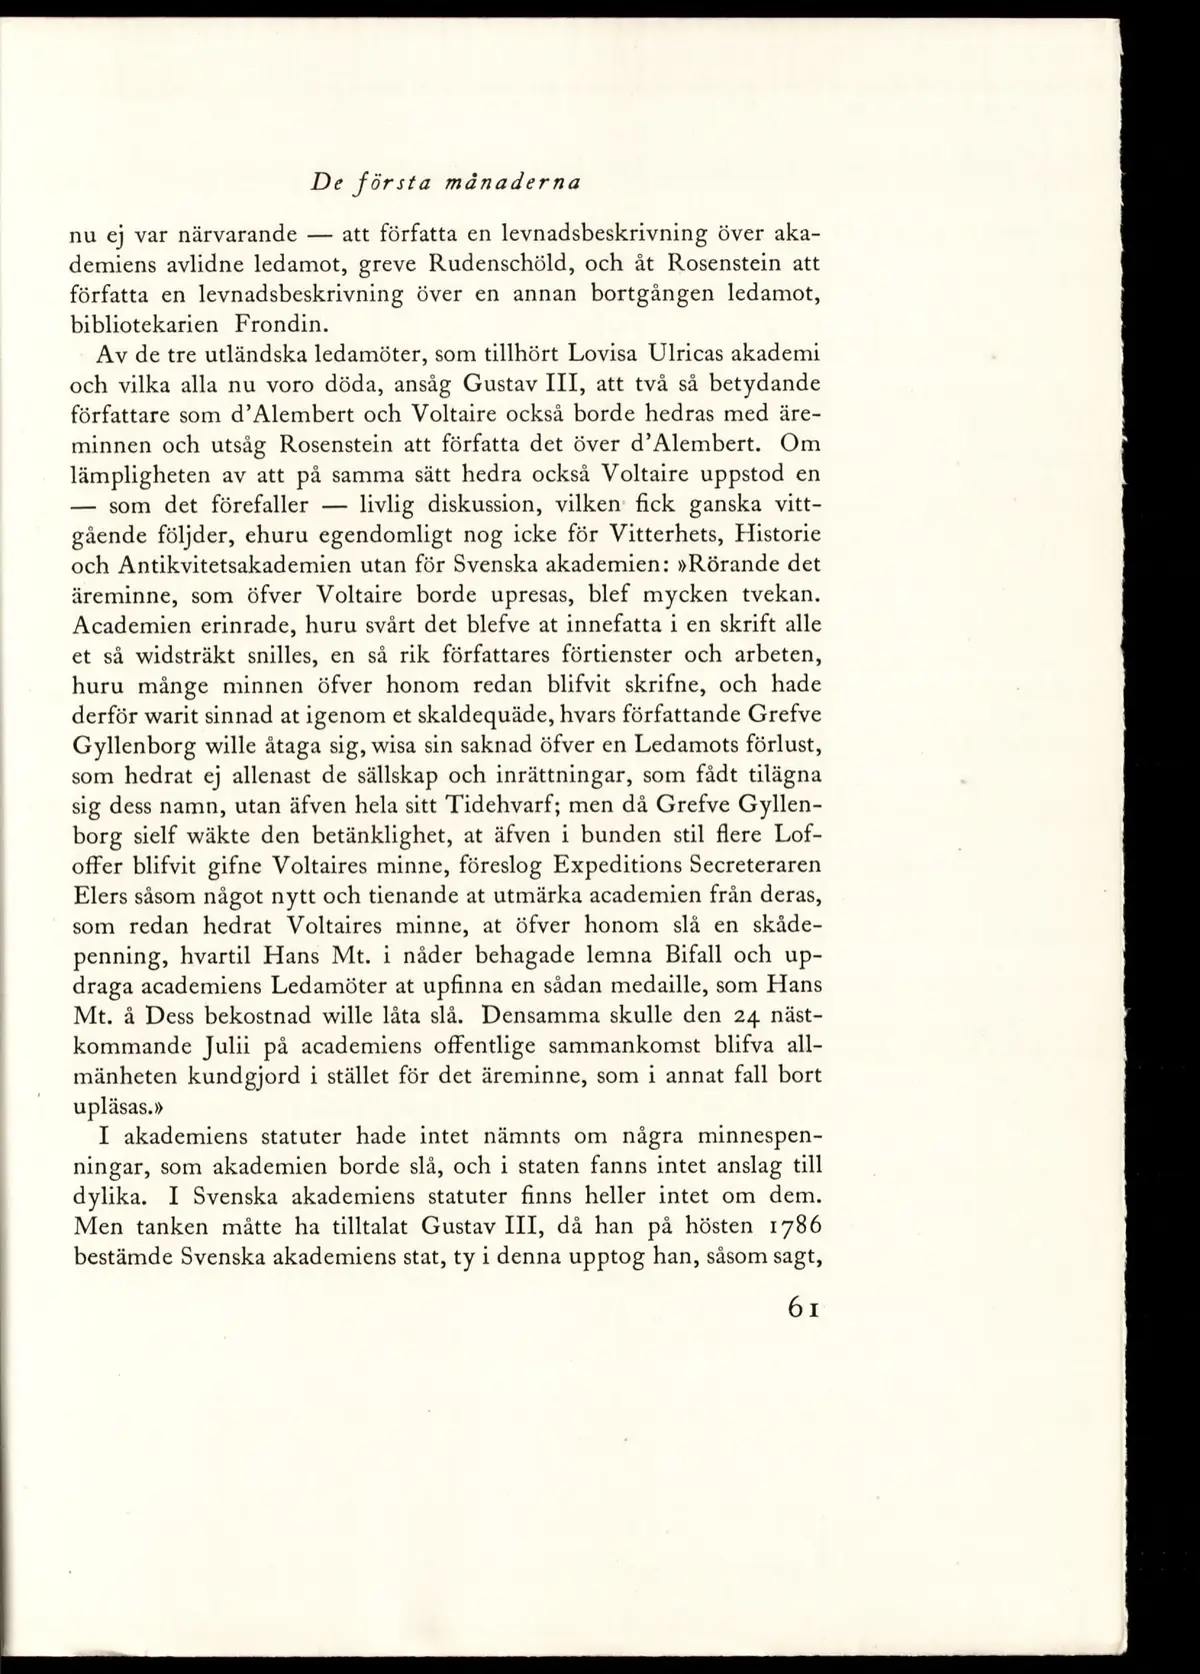 De första månaderna
nu ej var närvarande — att författa en levnadsbeskrivning över aka-
demiens avlidne ledamot, greve Rudenschöld, och åt Rosenstein att
författa en levnadsbeskrivning över en annan bortgången ledamot,
bibliotekarien Frondin.
Av de tre utländska ledamöter, som tillhört Lovisa Ulricas akademi
och vilka alla nu voro döda, ansåg Gustav III, att två så betydande
författare som d'Alembert och Voltaire också borde hedras med äre-
minnen och utsåg Rosenstein att författa det över d'Alembert. Om
lämpligheten av att på samma sätt hedra också Voltaire uppstod en
— som det förefaller — livlig diskussion, vilken fick ganska vitt-
gående följder, ehuru egendomligt nog icke för Vitterhets, Historie
och Antikvitetsakademien utan för Svenska akademien: »Rörande det
äreminne, som öfver Voltaire borde upresas, blef mycken tvekan.
Academien erinrade, huru svårt det blefve at innefatta i en skrift alle
et så widsträkt snilles, en så rik författares förtienster och arbeten,
huru många minnen öfver honom redan blifvit skrifne, och hade
derför warit sinnad at igenom et skaldequäde, hvars författande Grefve
Gyllenborg wille åtaga sig, wisa sin saknad öfver en Ledamots förlust,
som hedrat ej allenast de sällskap och inrättningar, som fådt tilägna
sig dess namn, utan äfven hela sitt Tidehvarf; men då Grefve Gyllen-
borg sielf wäkte den betänklighet, at äfven i bunden stil flere Lof-
offer blifvit gifne Voltaires minne, föreslog Expeditions Secreteraren
Elers såsom något nytt och tienande at utmärka academien från deras,
som redan hedrat Voltaires minne, at öfver honom slå en skåde-
penning, hvartil Hans Mt. i nåder behagade lemna Bifall och up-
draga academiens Ledamöter at upfinna en sådan medaille, som Hans
Mt. å Dess bekostnad wille låta slå. Densamma skulle den 24 näst-
kommande Julii på academiens offentlige sammankomst blifva all-
mänheten kundgjord i stället för det äreminne, som i annat fall bort
upläsas.»
I akademiens statuter hade intet nämnts om några minnespen-
ningar, som akademien borde slå, och i staten fanns intet anslag till
dylika. I Svenska akademiens statuter finns heller intet om dem.
Men tanken måtte ha tilltalat Gustav III, då han på hösten 1786
bestämde Svenska akademiens stat, ty i denna upptog han, såsom sagt,
61